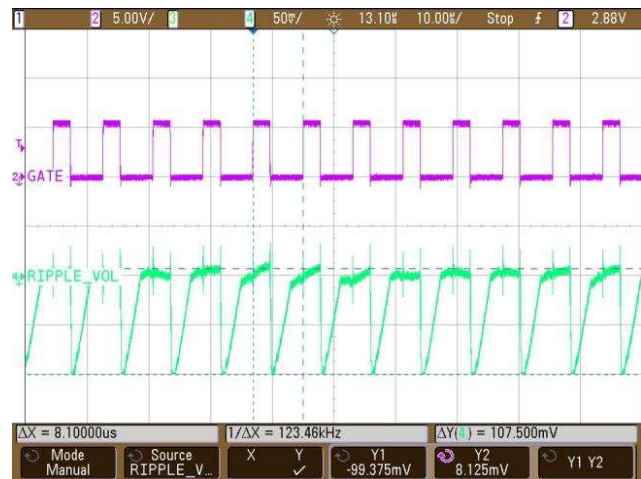 1 2 5.00V/ 3 4 50mV/ 13.10s 10.00s/ Stop 2 2.88V
T
2 GATE
4 RIPPLE_VOL
ΔX = 8.10000us 1/ΔX = 123.46kHz ΔY(4) = 107.500mV
Mode Source X Y Y1 Y2 Y1 Y2
Manual RIPPLE_V... ✓ -99.375mV 8.125mV